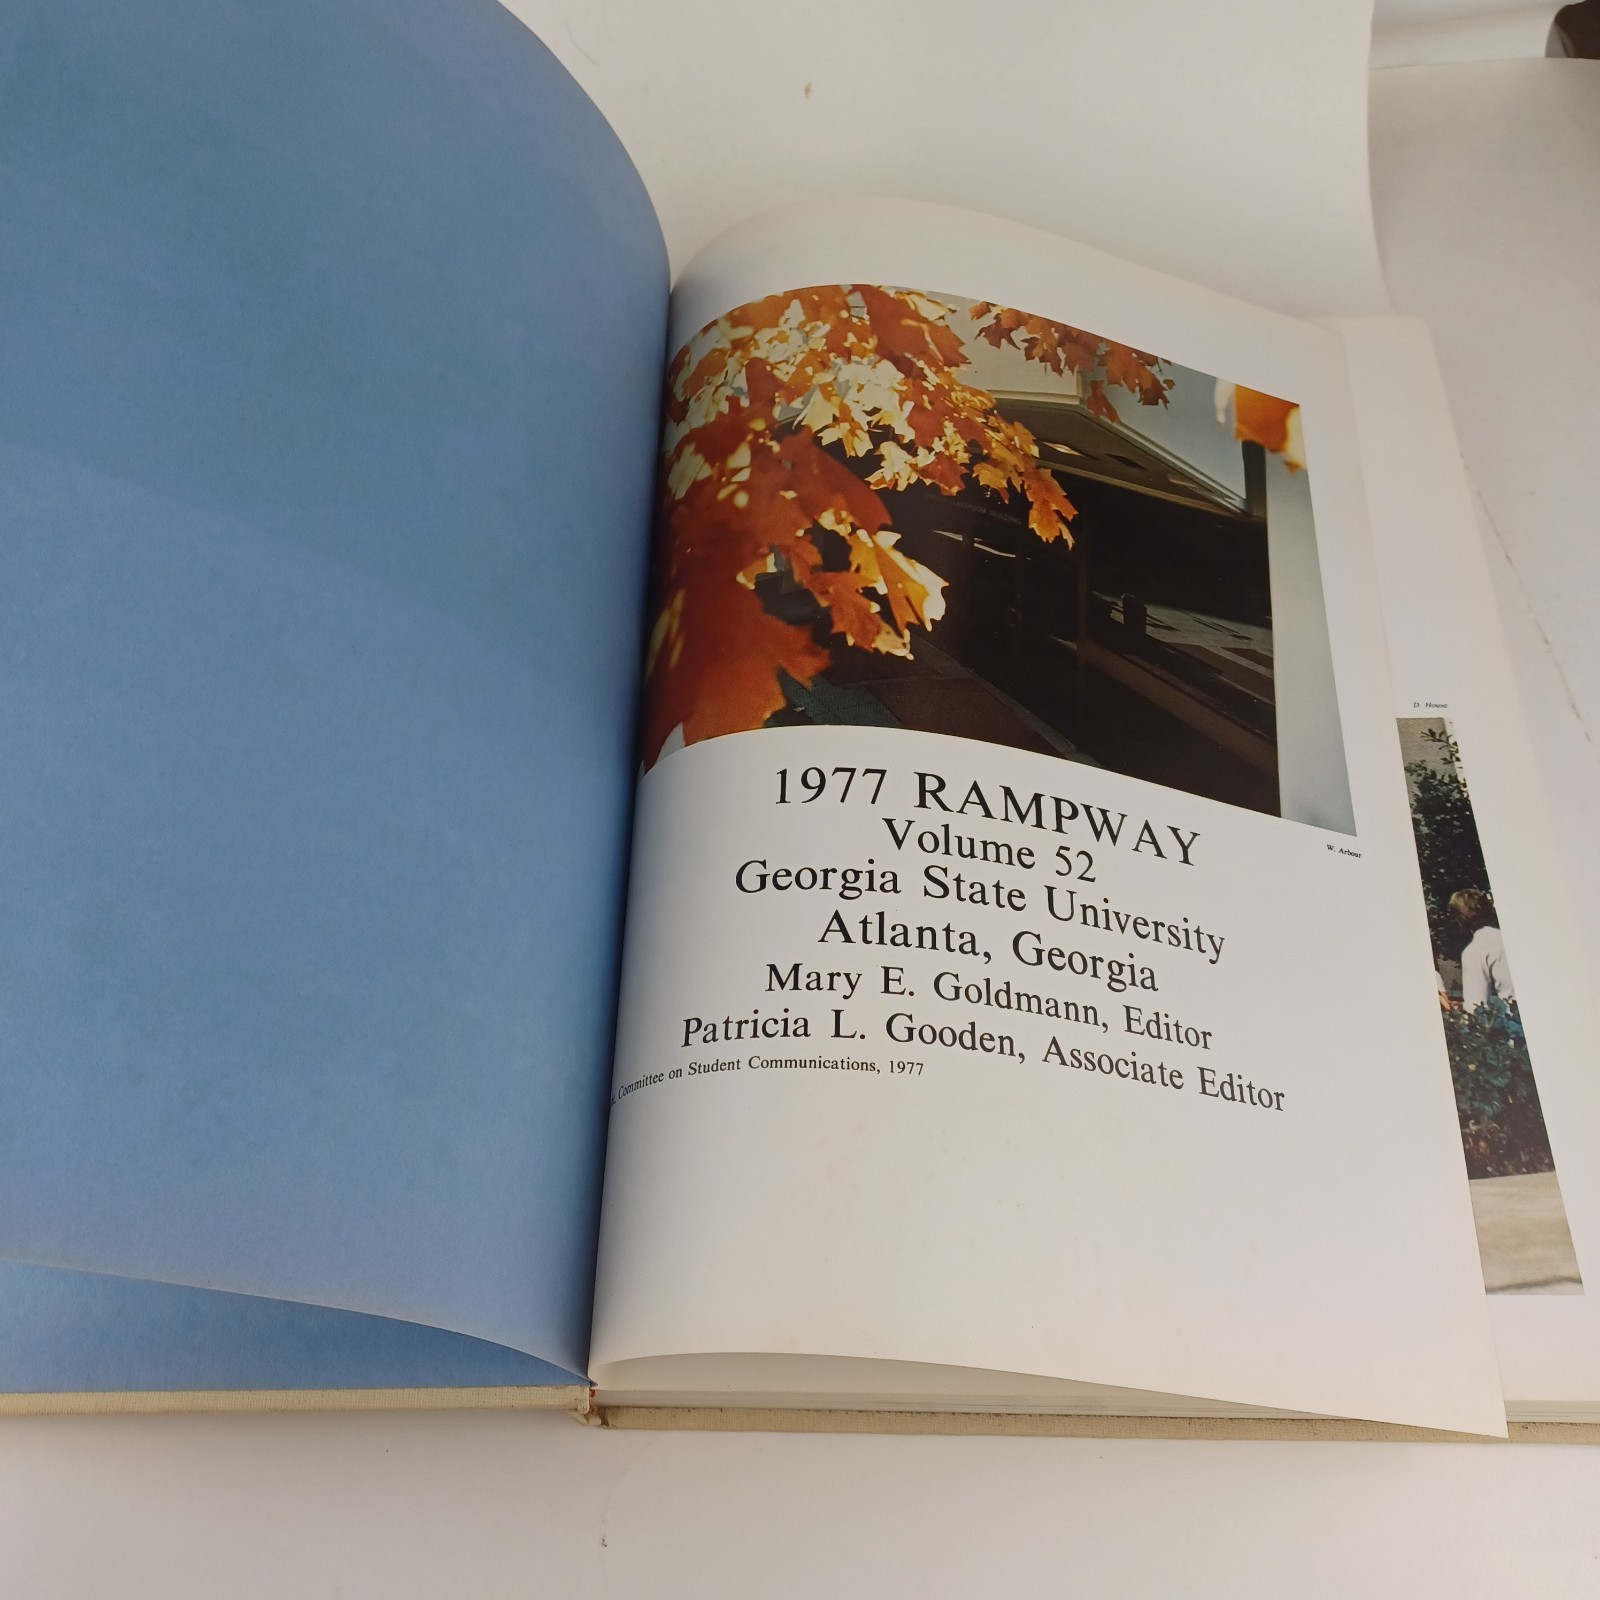 1977 RAMPWAY
Volume 52
Georgia State University
Atlanta, Georgia
Mary E. Goldmann, Editor
Patricia L. Gooden, Associate Editor
Committee on Student Communications, 1977
W. Arbour
D. House